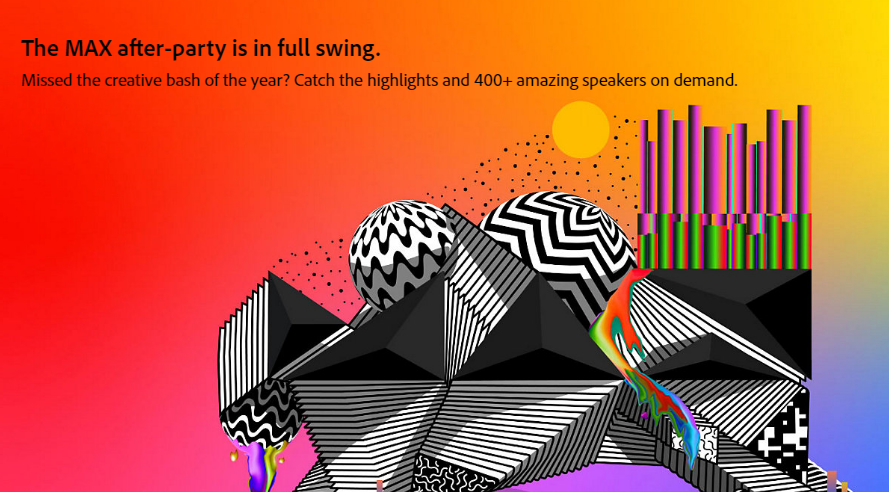 The MAX after-party is in full swing.
Missed the creative bash of the year? Catch the highlights and 400+ amazing speakers on demand.